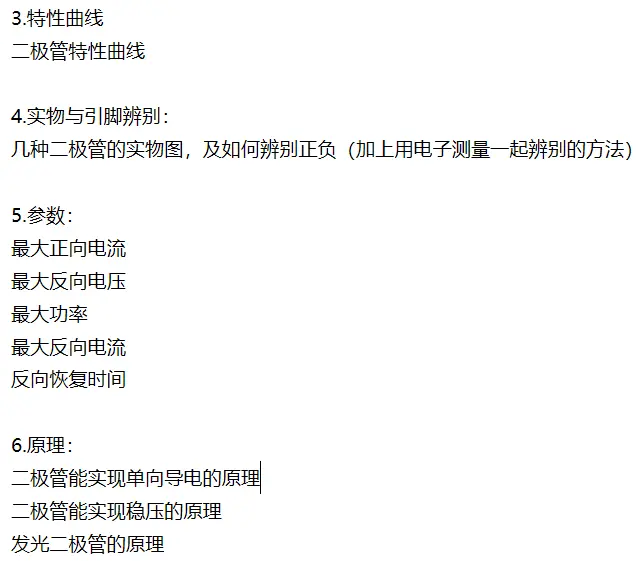 3.特性曲线
二极管特性曲线
4.实物与引脚辨别：
几种二极管的实物图，及如何辨别正负（加上用电子测量一起辨别的方法）
5.参数：
最大正向电流
最大反向电压
最大功率
最大反向电流
反向恢复时间
6.原理：
二极管能实现单向导电的原理
二极管能实现稳压的原理
发光二极管的原理